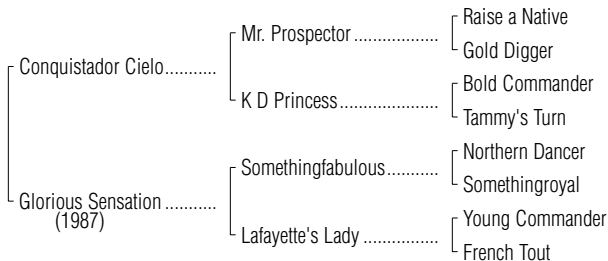 Raise a Native
Mr. Prospector ..................
Gold Digger
Conquistador Cielo...........
Bold Commander
K D Princess.....................
Tammy's Turn
Northern Dancer
Somethingfabulous...........
Somethingroyal
Glorious Sensation ...........
(1987)
Young Commander
Lafayette's Lady ................
French Tout